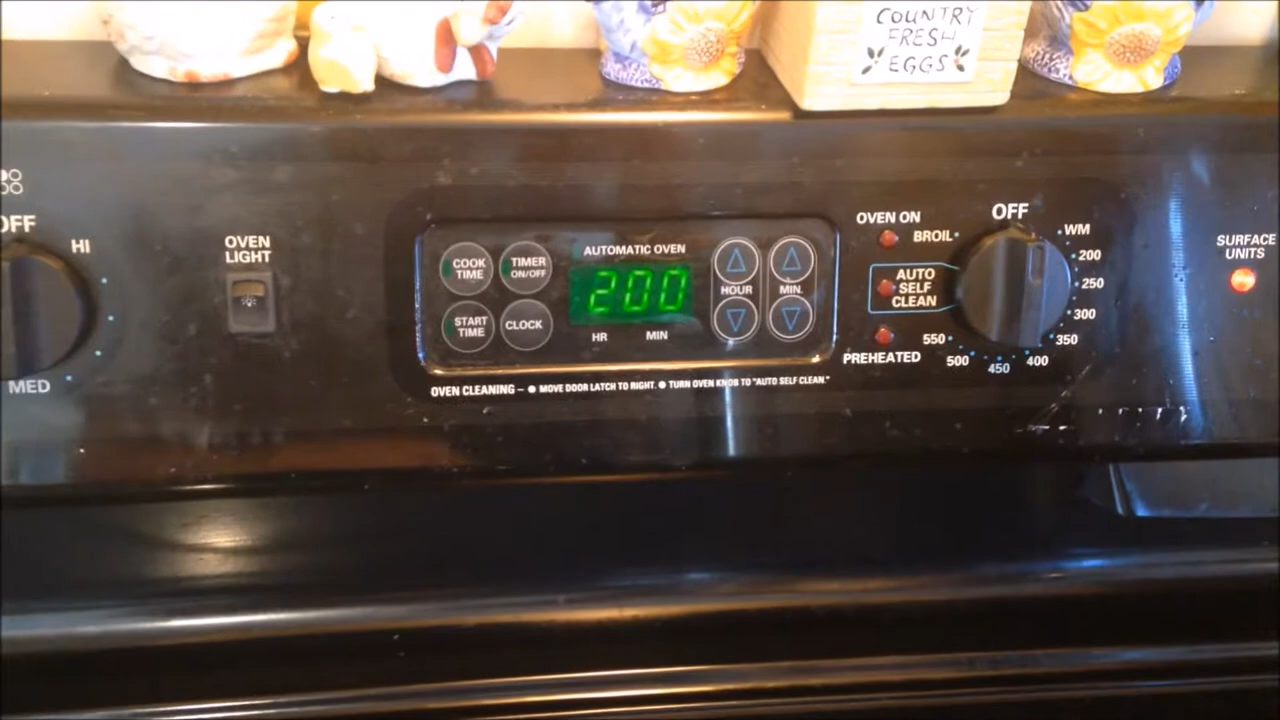 COUNTRY
FRESH
EGGS
OFF
HI
MED
OVEN
LIGHT
COOK
TIME
TIMER
ON/OFF
START
TIME
CLOCK
AUTOMATIC OVEN
200
HR MIN
HOUR
MIN.
OVEN CLEANING – ● MOVE DOOR LATCH TO RIGHT. ● TURN OVEN KNOB TO "AUTO SELF CLEAN."
OVEN ON
BROIL
AUTO
SELF
CLEAN
PREHEATED
OFF
WM
200
250
300
350
400
450
500
550
SURFACE
UNITS